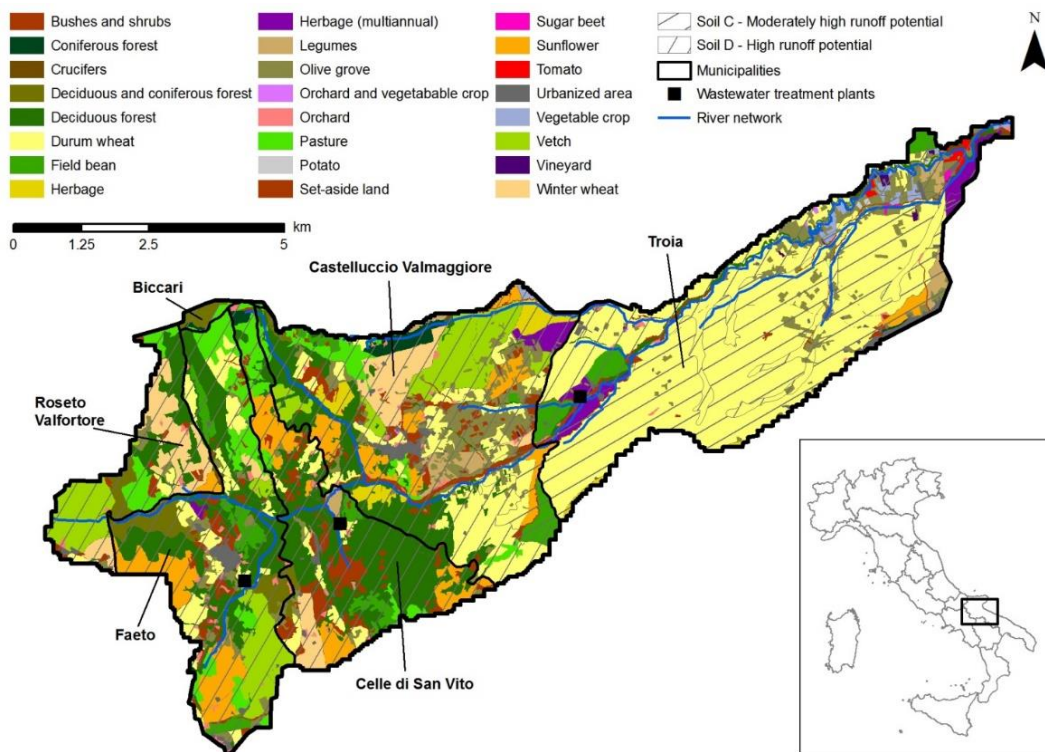 Bushes and shrubs
Coniferous forest
Crucifers
Deciduous and coniferous forest
Deciduous forest
Durum wheat
Field bean
Herbage
Herbage (multiannual)
Legumes
Olive grove
Orchard and vegetabable crop
Orchard
Pasture
Potato
Set-aside land
Sugar beet
Sunflower
Tomato
Urbanized area
Vegetable crop
Vetch
Vineyard
Winter wheat
Soil C - Moderately high runoff potential
Soil D - High runoff potential
Municipalities
Wastewater treatment plants
River network
N
km
0 1.25 2.5 5
Castelluccio Valmaggiore
Troia
Biccari
Roseto
Valfortore
Faeto
Celle di San Vito